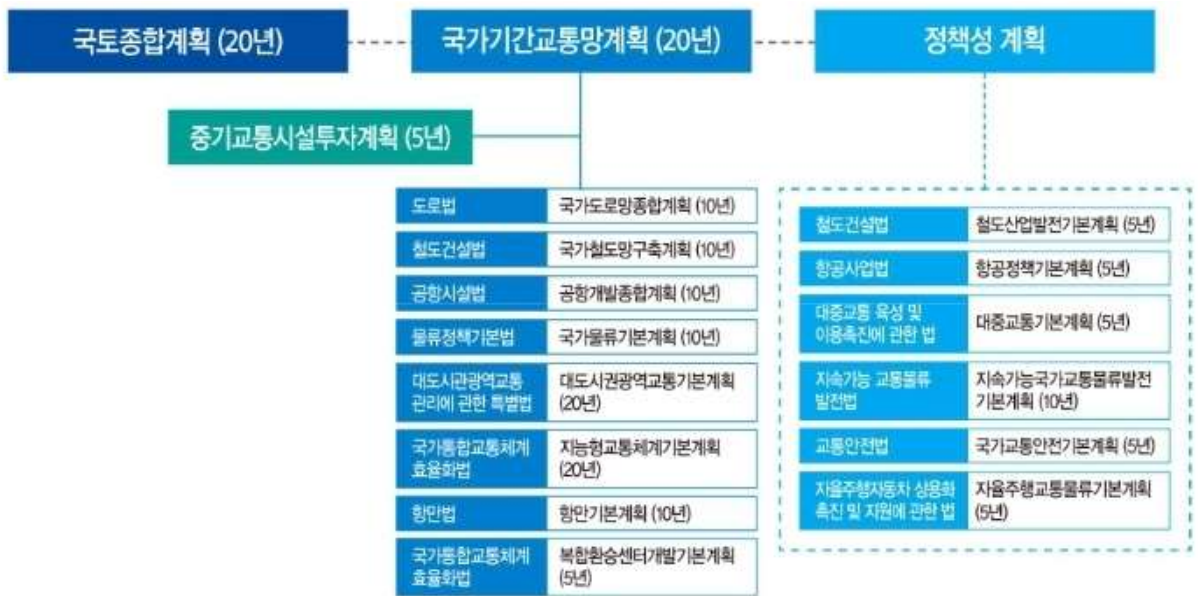 국토종합계획 (20년)
국가기간교통망계획 (20년)
정책성 계획
중기교통시설투자계획 (5년)
도로법
국가도로망종합계획 (10년)
철도건설법
국가철도망구축계획 (10년)
공항시설법
공항개발종합계획 (10년)
물류정책기본법
국가물류기본계획 (10년)
대도시관광역교통
관리에 관한 특별법
대도시권광역교통기본계획
(20년)
국가통합교통체계
효율화법
지능형교통체계기본계획
(20년)
항만법
항만기본계획 (10년)
국가통합교통체계
효율화법
복합환승센터개발기본계획
(5년)
철도건설법
철도산업발전기본계획 (5년)
항공사업법
항공정책기본계획 (5년)
대중교통 육성 및
이용촉진에 관한 법
대중교통기본계획 (5년)
지속가능 교통물류
발전법
지속가능국가교통물류발전
기본계획 (10년)
교통안전법
국가교통안전기본계획 (5년)
자율주행자동차 상용화
촉진 및 지원에 관한 법
자율주행교통물류기본계획
(5년)